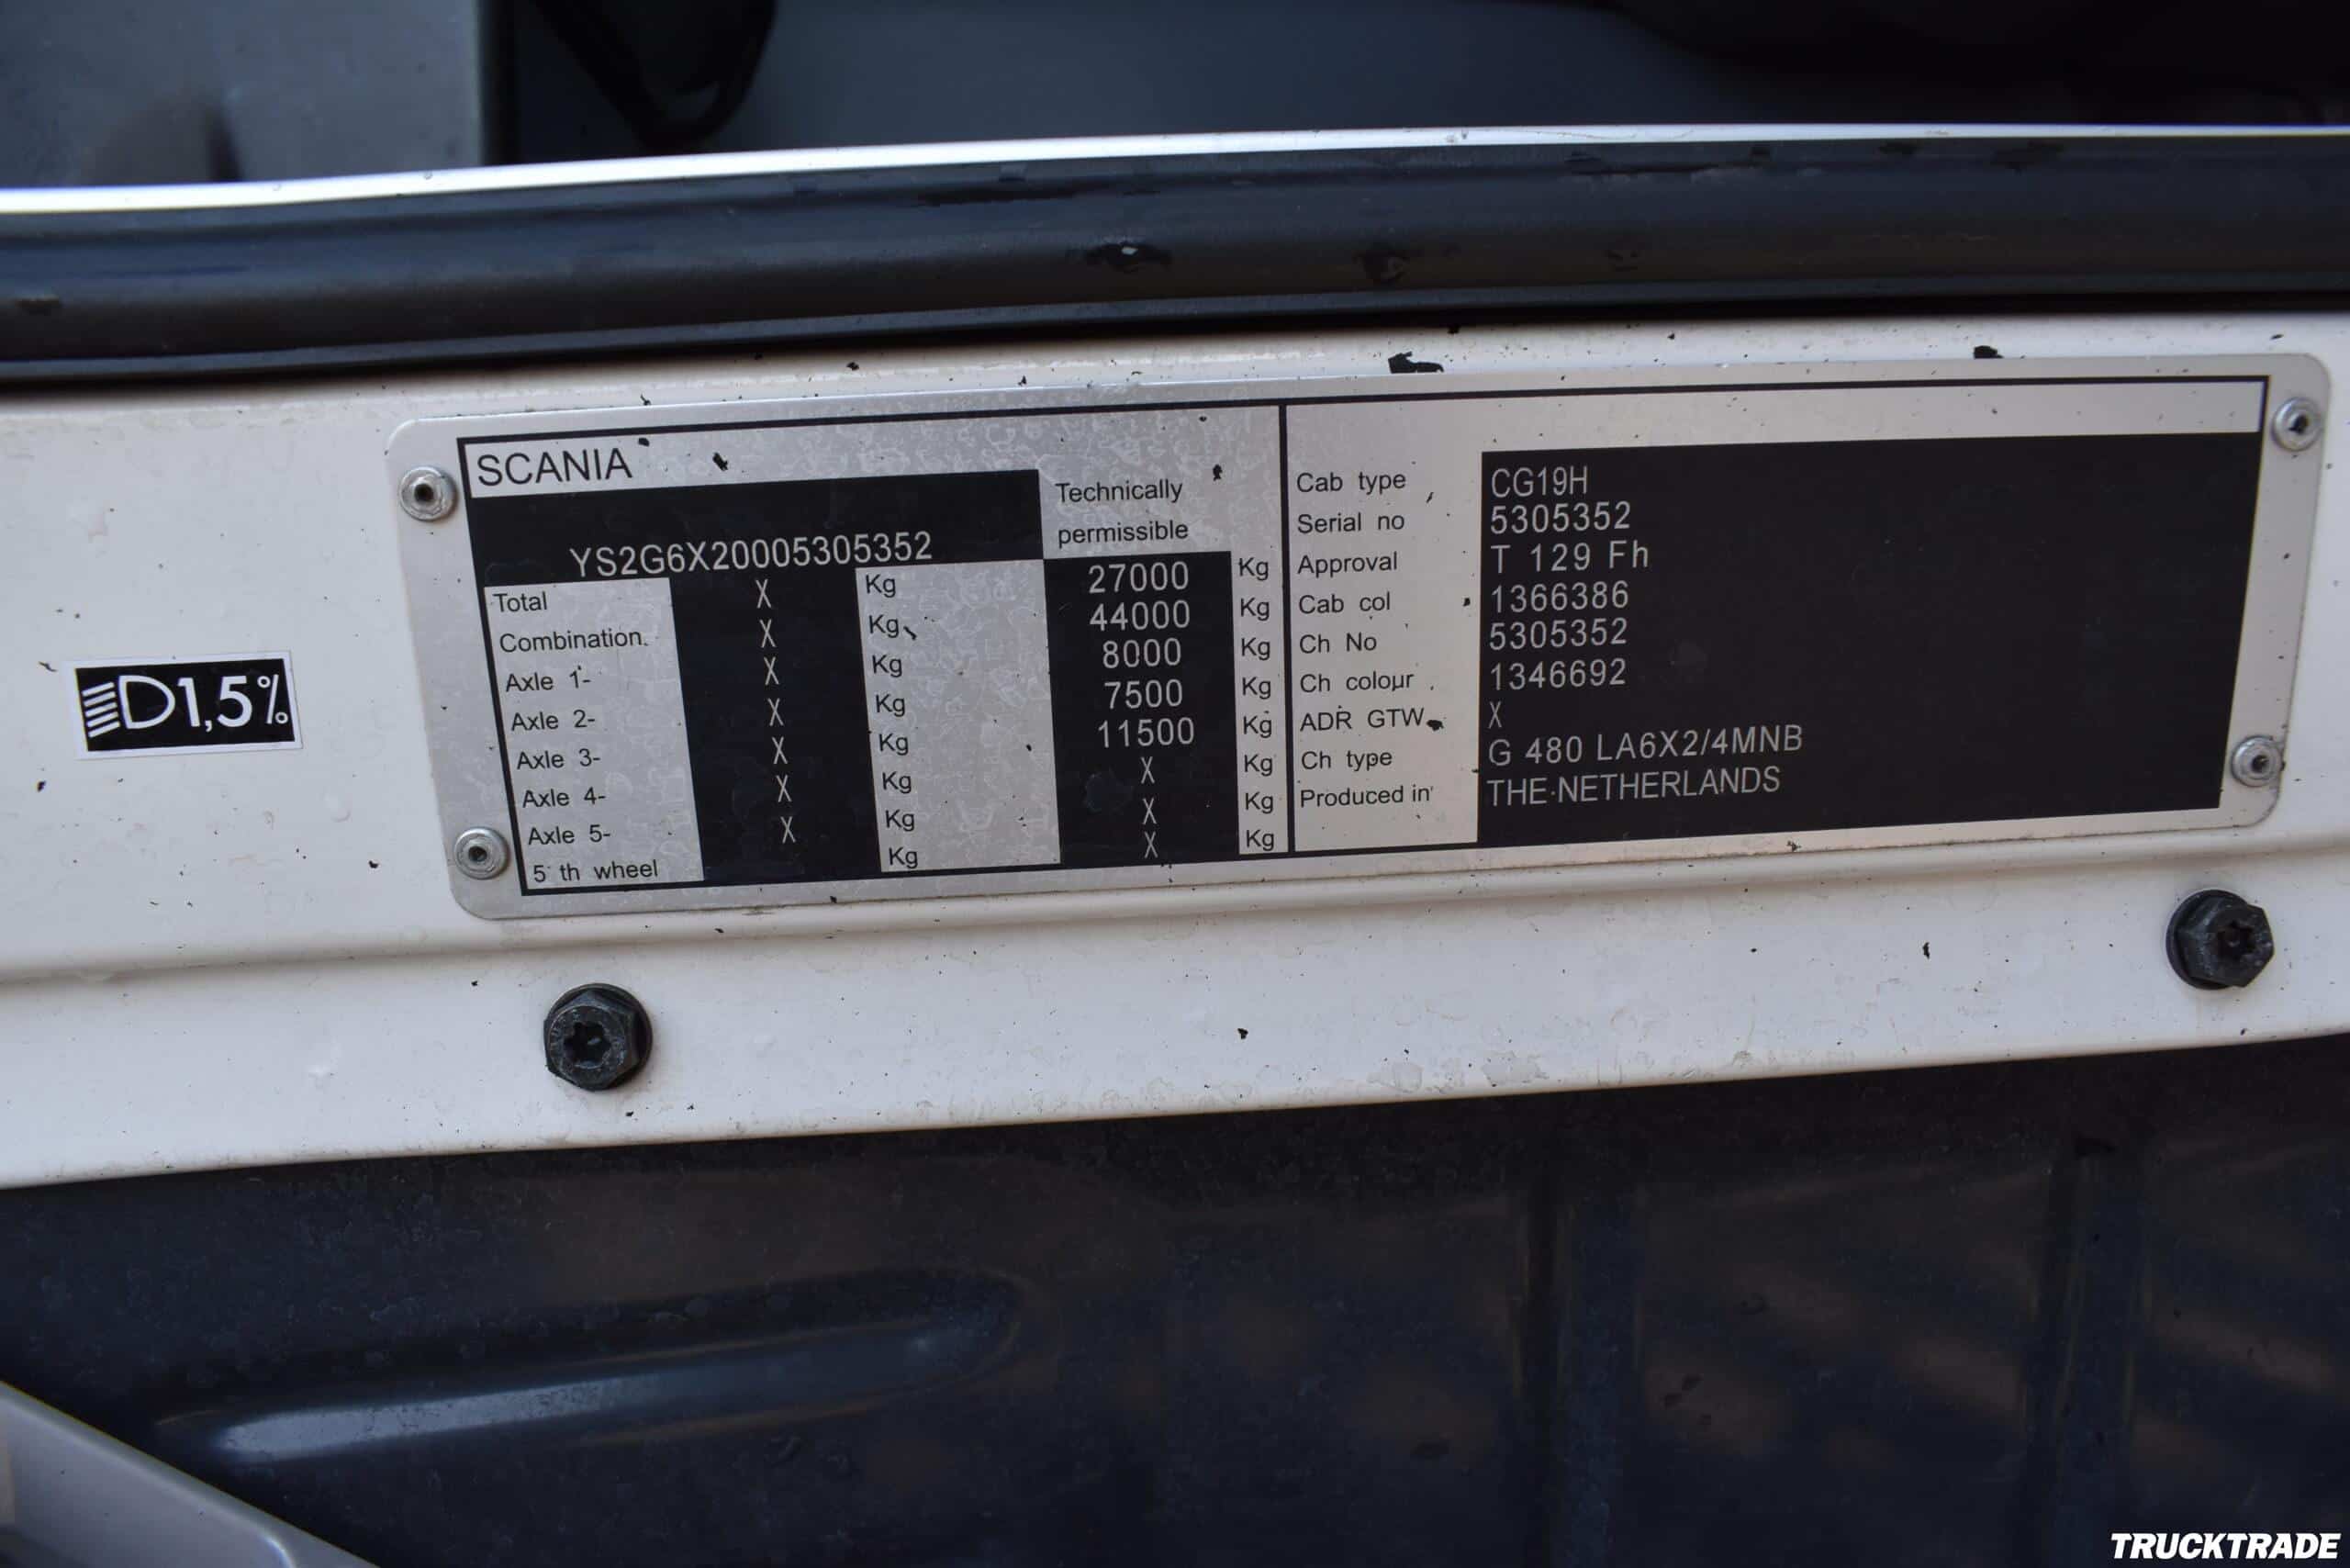 SCANIA
YS2G6X20005305352
Technically
permissible
Total X Kg 27000 Kg
Combination. X Kg 44000 Kg
Axle 1- X Kg 8000 Kg
Axle 2- X Kg 7500 Kg
Axle 3- X Kg 11500 Kg
Axle 4- X Kg X Kg
Axle 5- X Kg X Kg
5 th wheel Kg X Kg
Cab type CG19H
Serial no 5305352
Approval T 129 Fh
Cab col 1366386
Ch No 5305352
Ch colour 1346692
ADR GTW X
Ch type G 480 LA6X2/4MNB
Produced in THE NETHERLANDS
1,5%
TRUCKTRADE